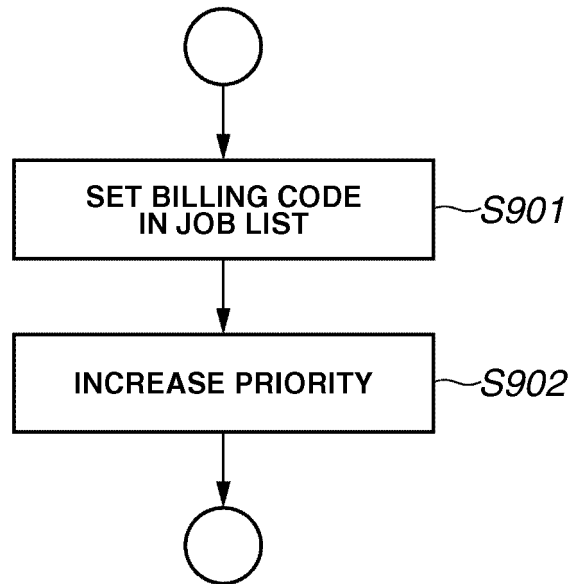 SET BILLING CODE
IN JOB LIST
S901
INCREASE PRIORITY
S902